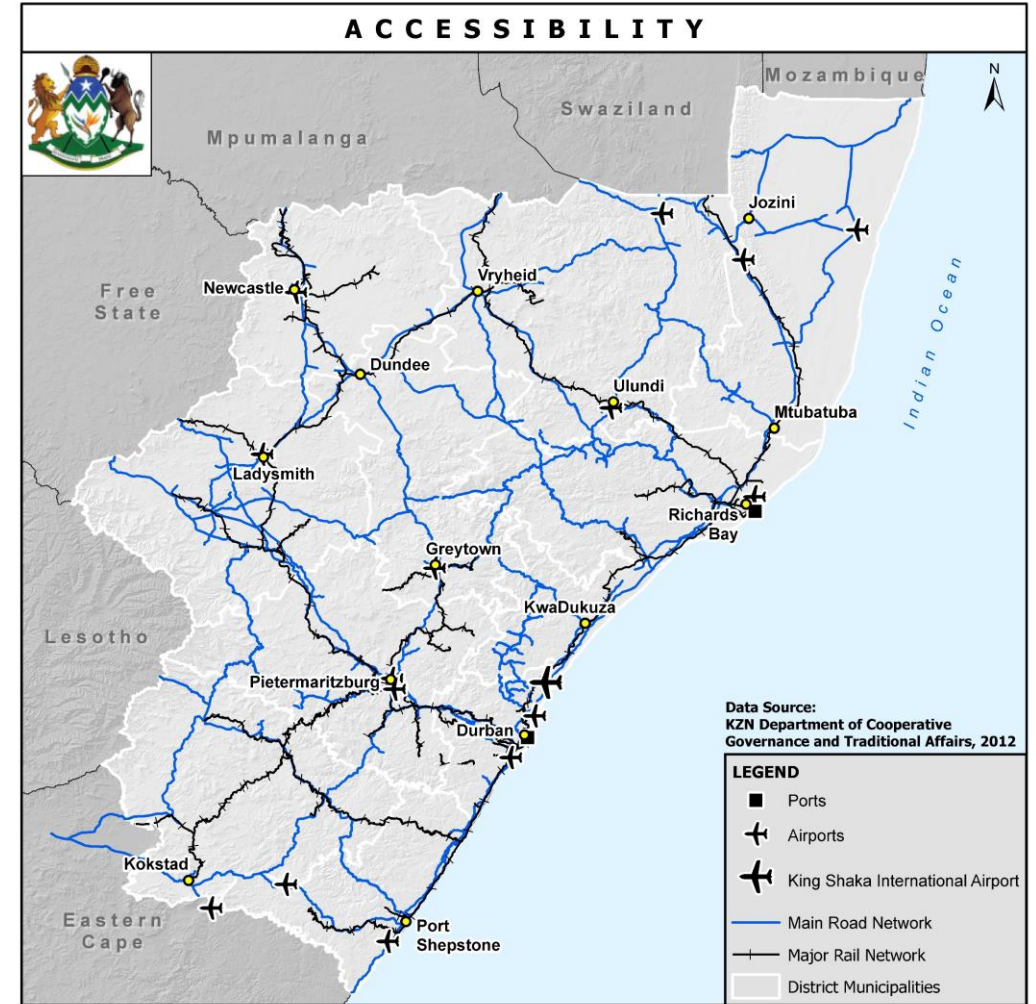 ACCESSIBILITY
Mozambique
N
Swaziland
Mpumalanga
Jozini
Free
State
Newcastle
Vryheid
Indian Ocean
Dundee
Ulundi
Mtubatuba
Ladysmith
Richards
Bay
Greytown
KwaDukuza
Lesotho
Pietermaritzburg
Durban
Data Source:
KZN Department of Cooperative
Governance and Traditional Affairs, 2012
LEGEND
Ports
Airports
King Shaka International Airport
Main Road Network
Major Rail Network
District Municipalities
Kokstad
Eastern
Cape
Port
Shepstone